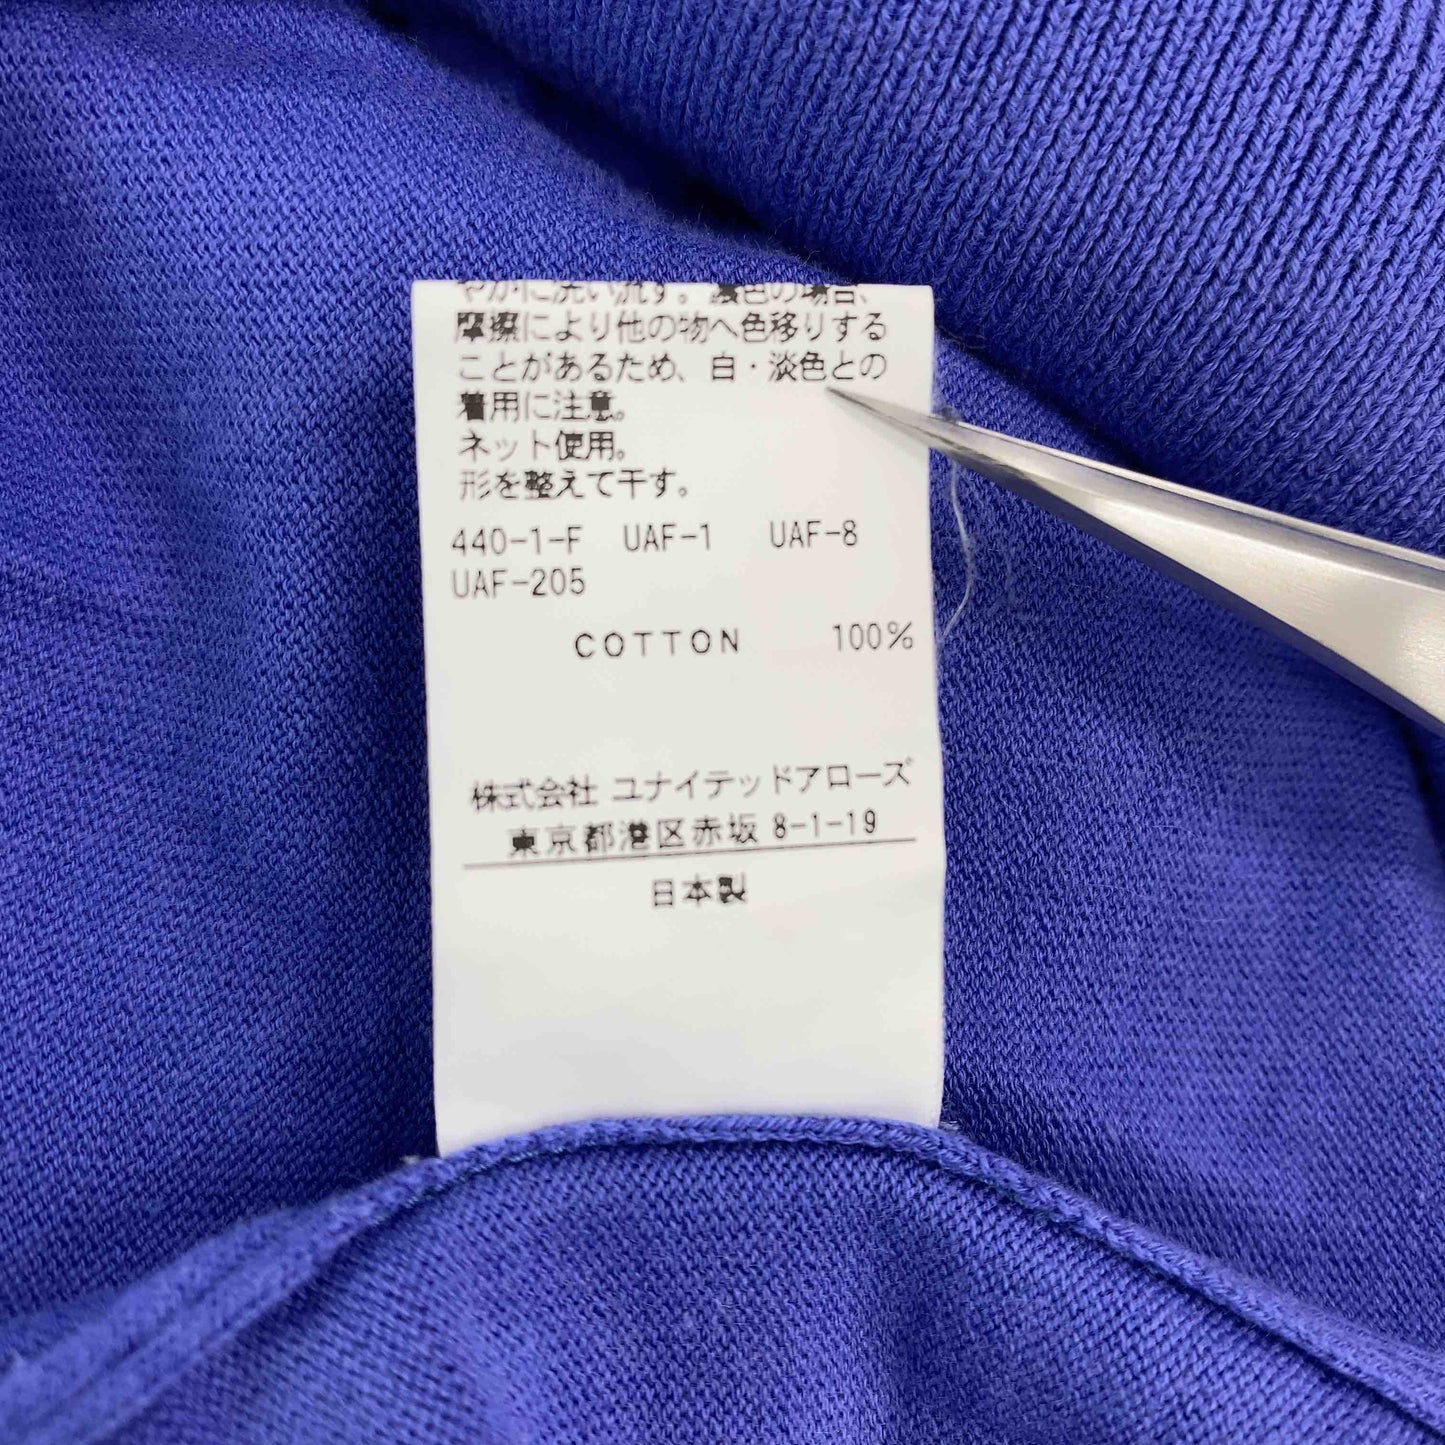 やかに洗い流す。濃色の場合、
摩擦により他の物へ色移りする
ことがあるため、白・淡色との
着用に注意。
ネット使用。
形を整えて干す。
440-1-F UAF-1 UAF-8
UAF-205
COTTON 100%
株式会社 ユナイテッドアローズ
東京都港区赤坂 8-1-19
日本製